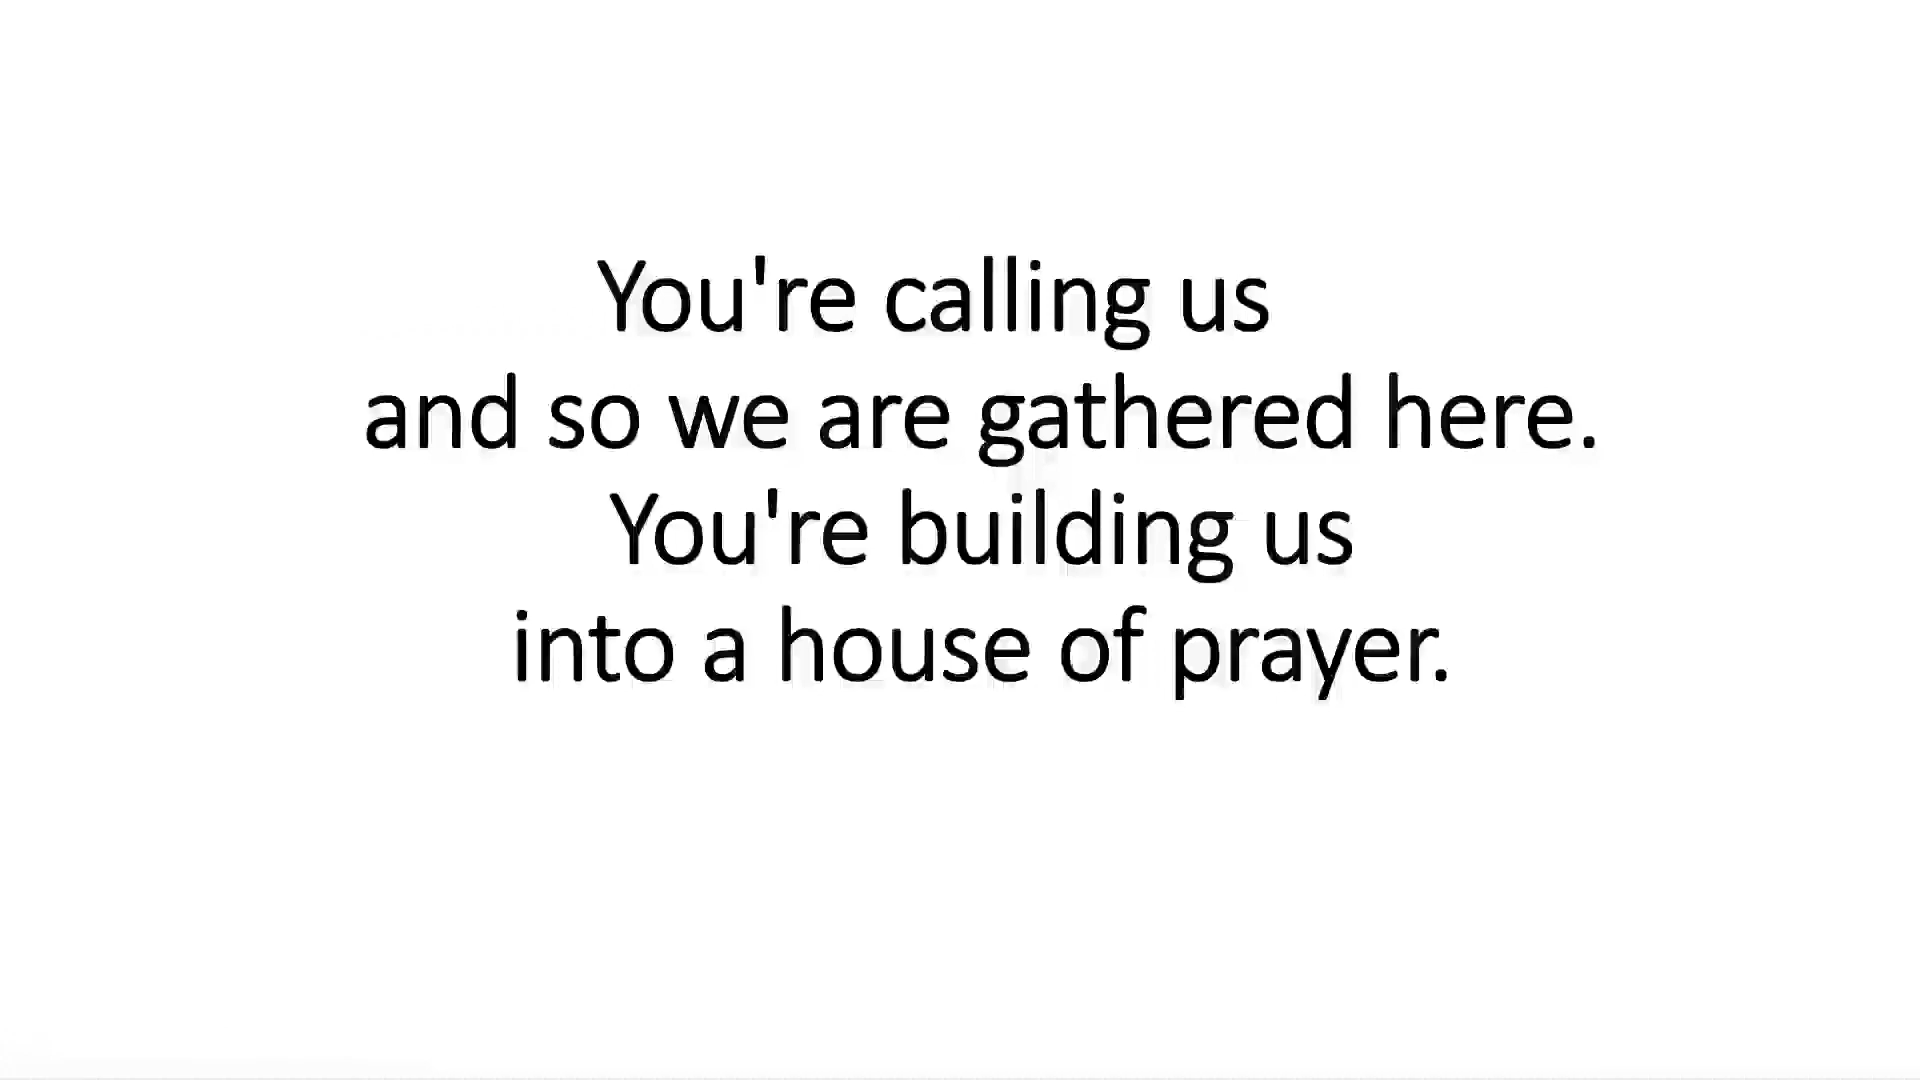 You're calling us
and so we are gathered here.
You're building us
into a house of prayer.